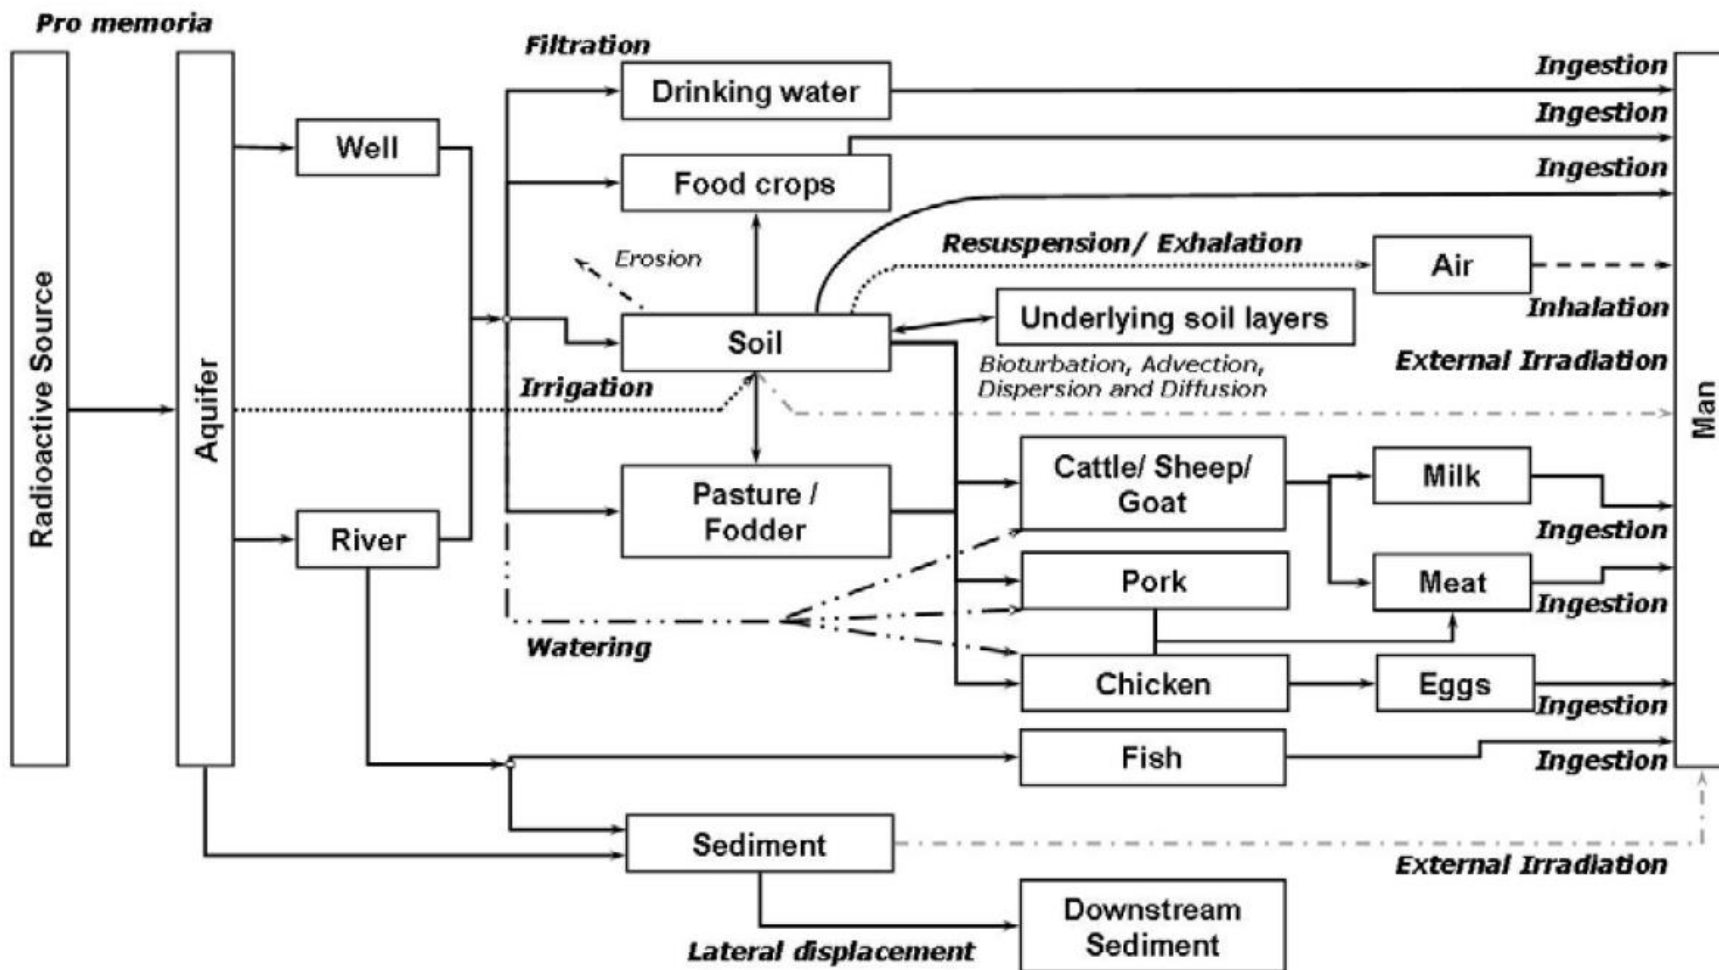 Pro memoria
Radioactive Source
Aquifer
Well
River
Filtration
Drinking water
Food crops
Erosion
Soil
Irrigation
Pasture /
Fodder
Watering
Resuspension/ Exhalation
Air
Underlying soil layers
Bioturbation, Advection,
Dispersion and Diffusion
Cattle/ Sheep/
Goat
Pork
Chicken
Fish
Milk
Meat
Eggs
Sediment
Lateral displacement
Downstream
Sediment
Ingestion
Ingestion
Ingestion
Inhalation
External Irradiation
Ingestion
Ingestion
Ingestion
Ingestion
External Irradiation
Man